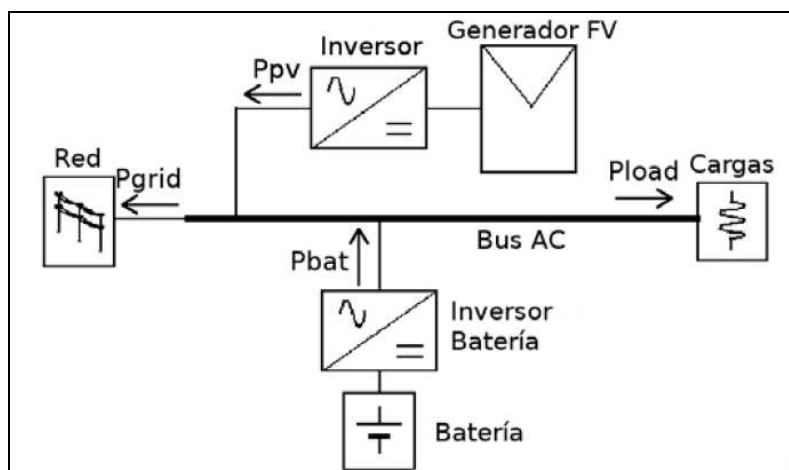 Generador FV
Inversor
Ppv
Red
Pgrid
Pload
Cargas
Bus AC
Pbat
Inversor
Batería
Batería